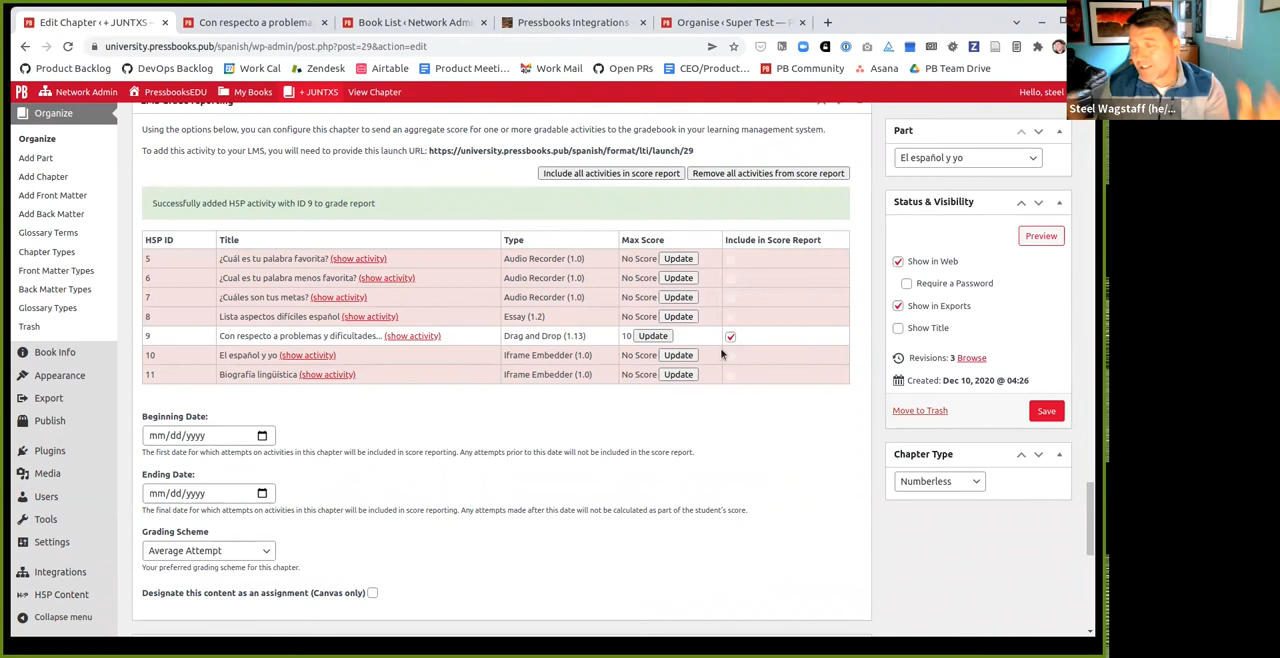 Edit Chapter ‹ + JUNTXS –
Con respecto a problema
Book List ‹ Network Admi
Pressbooks Integrations
Organise ‹ Super Test — P
university.pressbooks.pub/spanish/wp-admin/post.php?post=29&action=edit
Product Backlog
DevOps Backlog
Work Cal
Zendesk
Airtable
Product Meeti...
Work Mail
Open PRs
CEO/Product...
PB Community
Asana
PB Team Drive
Steel Wagstaff (he/...
Network Admin
PressbooksEDU
My Books
+ JUNTXS
View Chapter
Hello, steel
Organize
Organize
Add Part
Add Chapter
Add Front Matter
Add Back Matter
Glossary Terms
Chapter Types
Front Matter Types
Back Matter Types
Glossary Types
Trash
Book Info
Appearance
Export
Publish
Plugins
Media
Users
Tools
Settings
Integrations
H5P Content
Collapse menu
LMS Grade Reporting
Using the options below, you can configure this chapter to send an aggregate score for one or more gradable activities to the gradebook in your learning management system.
To add this activity to your LMS, you will need to provide this launch URL: https://university.pressbooks.pub/spanish/format/lti/launch/29
Include all activities in score report
Remove all activities from score report
Successfully added H5P activity with ID 9 to grade report
H5P ID Title Type Max Score Include in Score Report
5 ¿Cuál es tu palabra favorita? (show activity) Audio Recorder (1.0) No Score Update
6 ¿Cual es tu palabra menos favorita? (show activity) Audio Recorder (1.0) No Score Update
7 ¿Cuáles son tus metas? (show activity) Audio Recorder (1.0) No Score Update
8 Lista aspectos difíciles español (show activity) Essay (1.2) No Score Update
9 Con respecto a problemas y dificultades... (show activity) Drag and Drop (1.13) 10 Update
10 El español y yo (show activity) Iframe Embedder (1.0) No Score Update
11 Biografía lingüística (show activity) Iframe Embedder (1.0) No Score Update
Beginning Date:
mm/dd/yyyy
The first date for which attempts on activities in this chapter will be included in score reporting. Any attempts prior to this date will not be included in the score report.
Ending Date:
mm/dd/yyyy
The final date for which attempts on activities in this chapter will be included in score reporting. Any attempts made after this date will not be calculated as part of the student's score.
Grading Scheme
Average Attempt
Your preferred grading scheme for this chapter.
Designate this content as an assignment (Canvas only)
Part
El español y yo
Status & Visibility
Preview
Show in Web
Require a Password
Show in Exports
Show Title
Revisions: 3 Browse
Created: Dec 10, 2020 @ 04:26
Move to Trash
Save
Chapter Type
Numberless